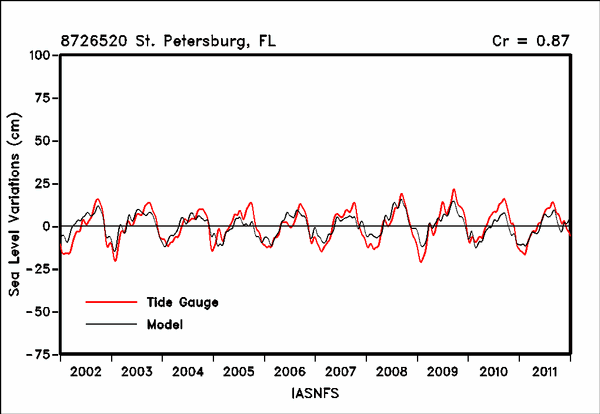 8726520 St. Petersburg, FL Cr = 0.87
100
75
50
25
0
-25
-50
-75
Sea Level Variations (cm)
Tide Gauge
Model
2002 2003 2004 2005 2006 2007 2008 2009 2010 2011
IASNFS